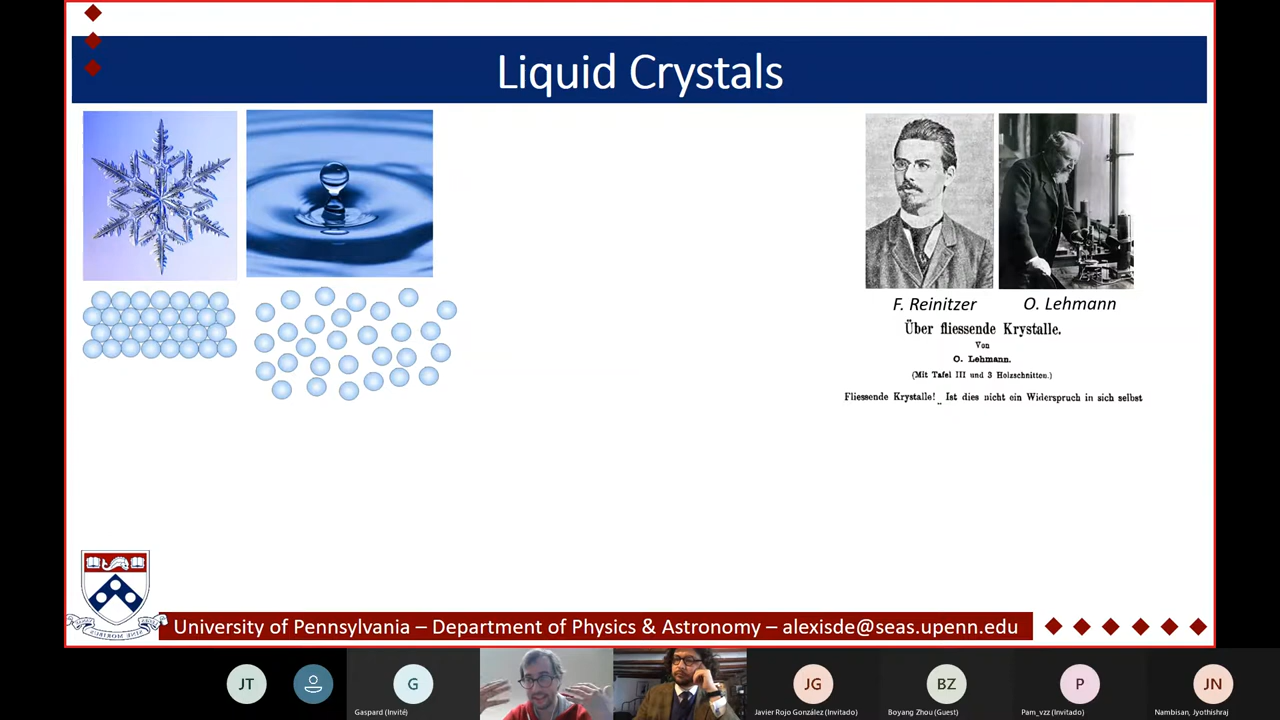 Liquid Crystals
F. Reinitzer
O. Lehmann
Über fliessende Krystalle.
Von
O. Lehmann.
(Mit Tafel III und 3 Holzschnitten.)
Fliessende Krystalle! Ist dies nicht ein Widerspruch in sich selbst
University of Pennsylvania – Department of Physics & Astronomy – alexisde@seas.upenn.edu
JT
G
Gaspard (Invité)
JG
Javier Rojo González (Invitado)
BZ
Boyang Zhou (Guest)
P
Pam_vzz (Invitado)
JN
Nambisan, Jyothishraj